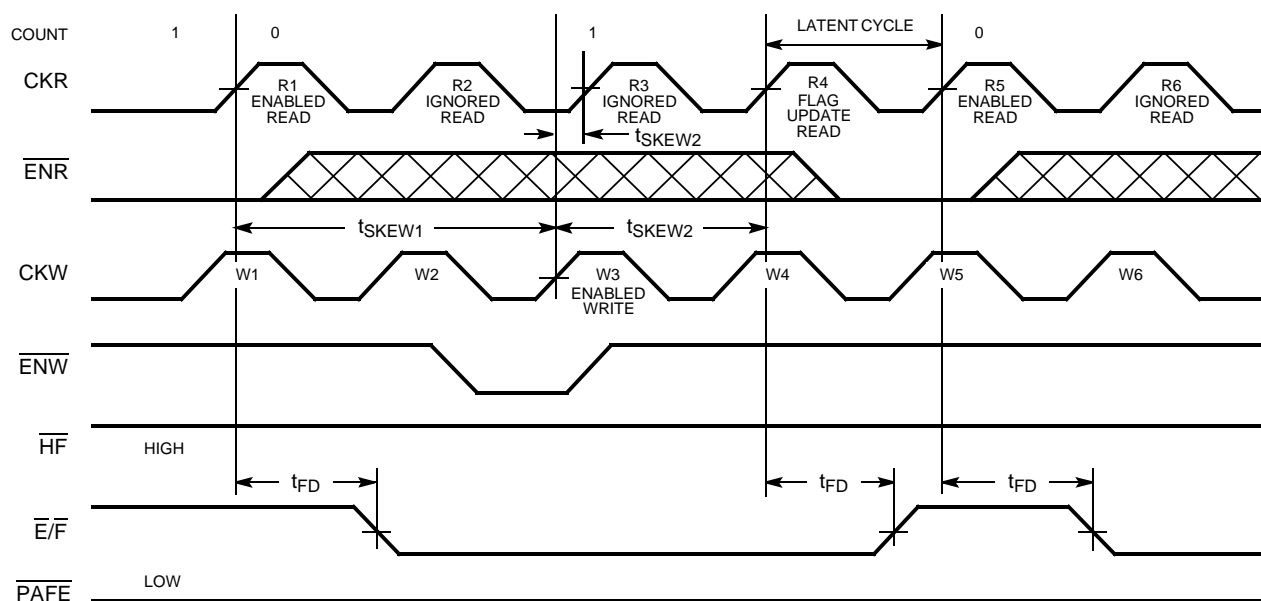 COUNT 1 0 1 LATENT CYCLE 0
CKR
R1
ENABLED
READ
R2
IGNORED
READ
R3
IGNORED
READ
R4
FLAG
UPDATE
READ
R5
ENABLED
READ
R6
IGNORED
READ
tSKEW2
ENR
tSKEW1 tSKEW2
CKW W1 W2 W3 W4 W5 W6
ENABLED
WRITE
ENW
HF HIGH
tFD tFD tFD
E/F
PAFE LOW